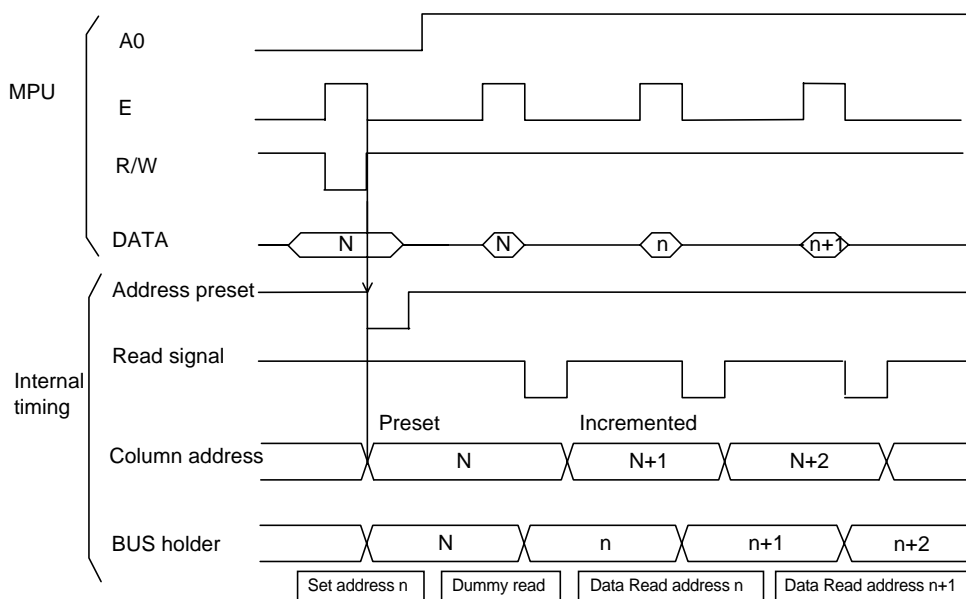 A0
MPU
E
R/W
DATA N N n n+1
Address preset
Read signal
Internal
timing
Preset Incremented
Column address N N+1 N+2
BUS holder N n n+1 n+2
Set address n Dummy read Data Read address n Data Read address n+1